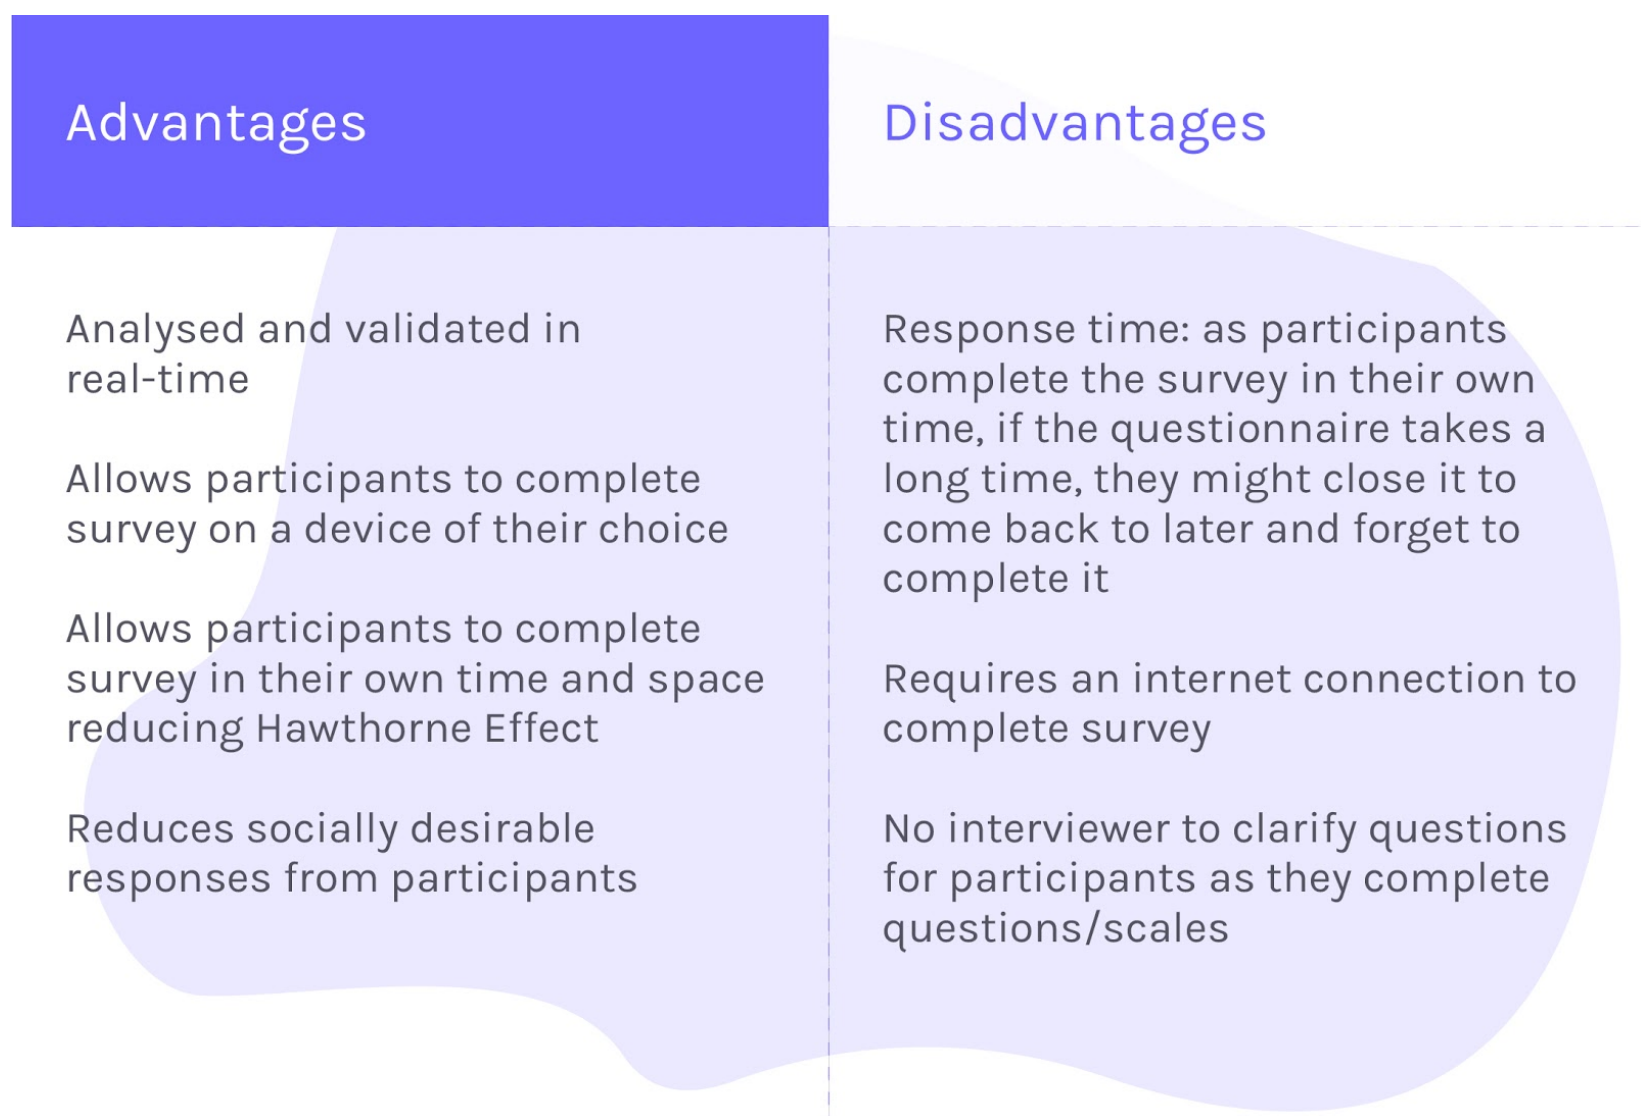 Advantages
Disadvantages
Analysed and validated in
real-time
Allows participants to complete
survey on a device of their choice
Allows participants to complete
survey in their own time and space
reducing Hawthorne Effect
Reduces socially desirable
responses from participants
Response time: as participants
complete the survey in their own
time, if the questionnaire takes a
long time, they might close it to
come back to later and forget to
complete it
Requires an internet connection to
complete survey
No interviewer to clarify questions
for participants as they complete
questions/scales